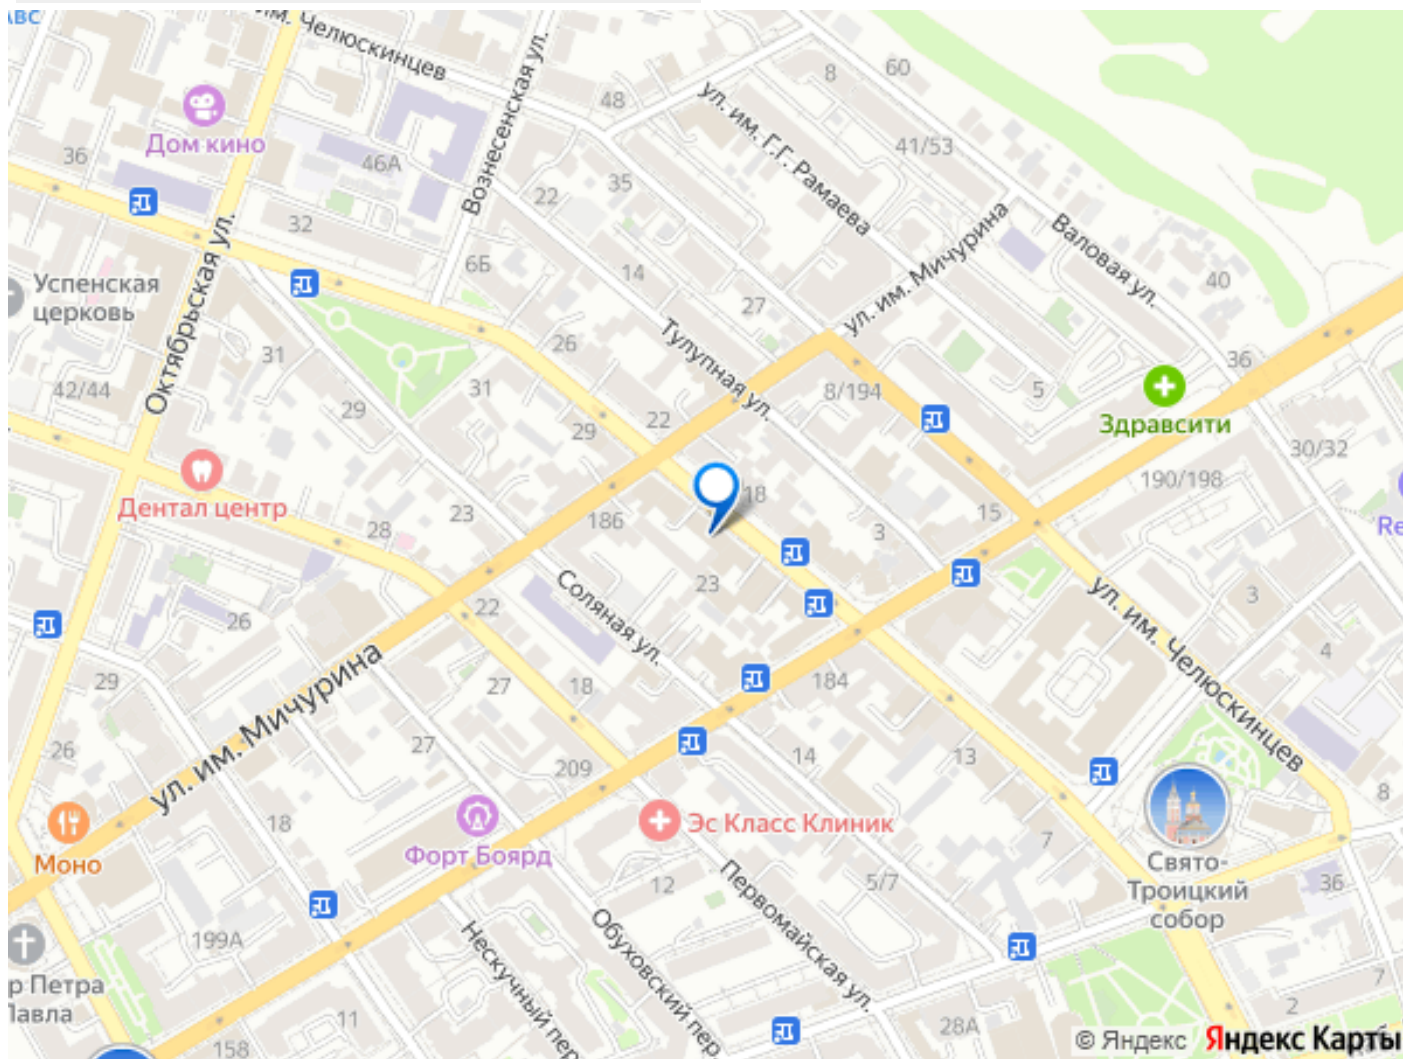 АВС
им. Челюскинцев
Вознесенская ул.
48
8
60
ул. им. Г.Г. Рамаева
41/53
Дом кино
36
46А
22
35
32
Октябрьская ул.
6Б
14
27
ул. им. Мичурина
Валовая ул.
40
Успенская
церковь
31
26
Тулупная ул.
36
42/44
29
31
29
22
8/194
5
Здравсити
30/32
Дентал центр
28
23
186
18
3
15
190/198
Re
23
Соляная ул.
26
22
ул. им. Челюскинцев
3
4
29
27
18
184
26
ул. им. Мичурина
27
209
14
13
8
18
Моно
Форт Боярд
Эс Класс Клиник
7
Свято-
Троицкий
собор
12
5/7
36
Первомайская ул.
199А
Обуховский пер.
Нескучный пер.
р Петра
Павла
11
158
28А
2
7
© Яндекс Яндекс Карты